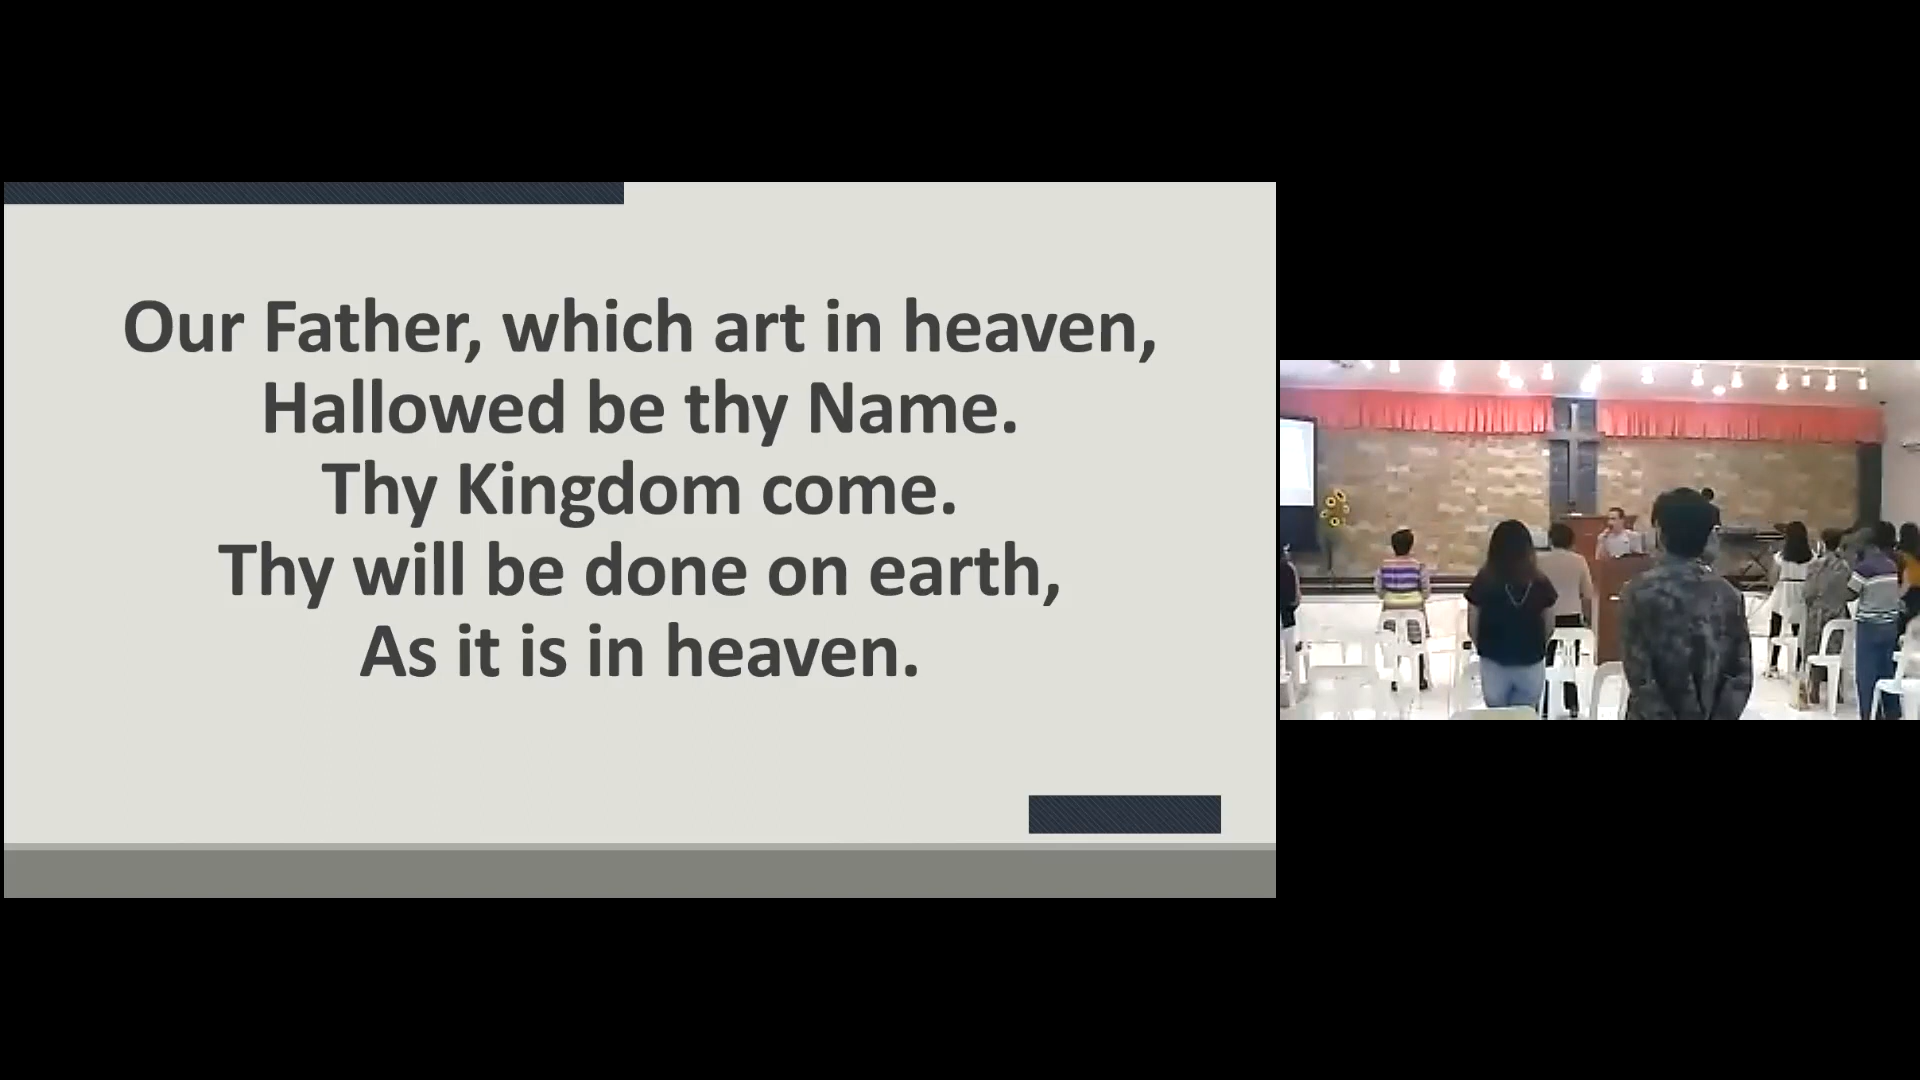 Our Father, which art in heaven,
Hallowed be thy Name.
Thy Kingdom come.
Thy will be done on earth,
As it is in heaven.